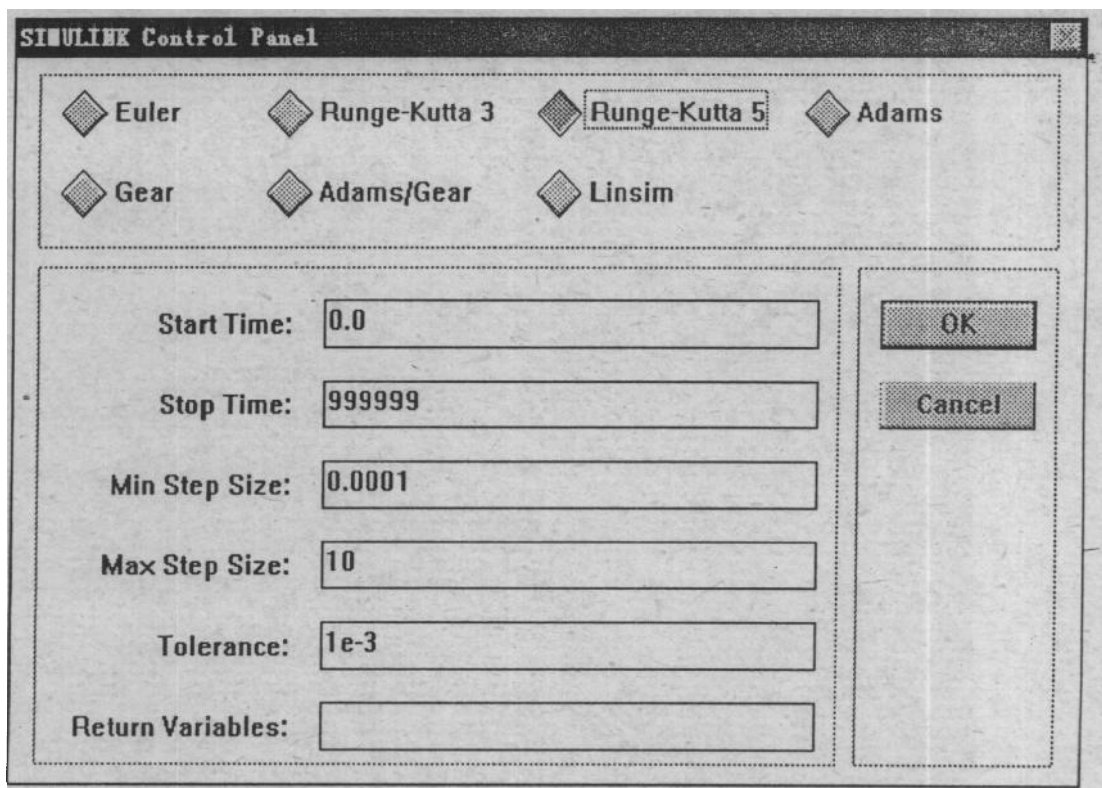 SIMULINK Control Panel
Euler Runge-Kutta 3 Runge-Kutta 5 Adams
Gear Adams/Gear Linsim
Start Time: 0.0
Stop Time: 999999
Min Step Size: 0.0001
Max Step Size: 10
Tolerance: 1e-3
Return Variables:
OK
Cancel